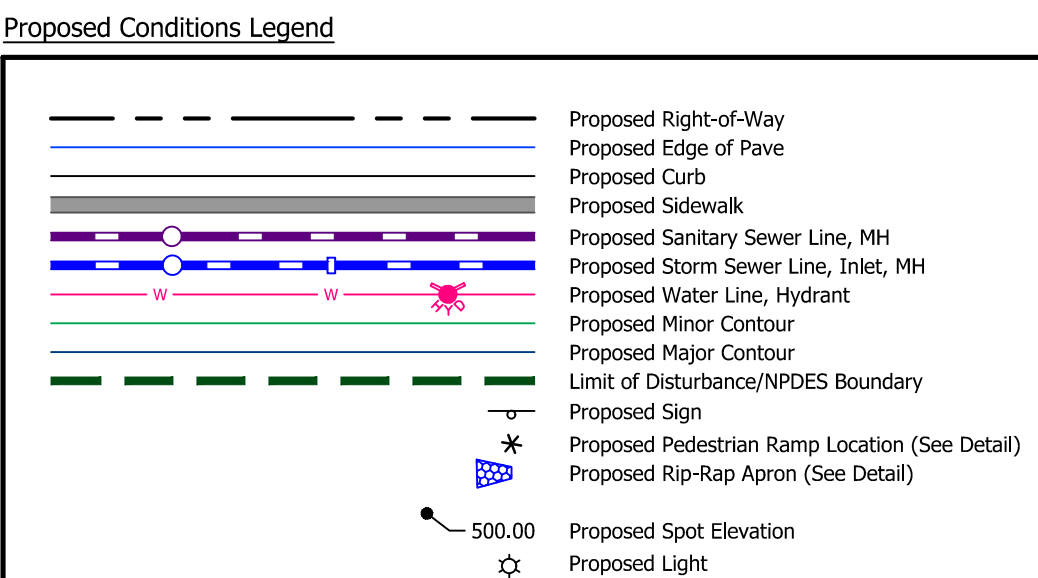 Proposed Conditions Legend
Proposed Right-of-Way
Proposed Edge of Pave
Proposed Curb
Proposed Sidewalk
Proposed Sanitary Sewer Line, MH
Proposed Storm Sewer Line, Inlet, MH
W W HYD Proposed Water Line, Hydrant
Proposed Minor Contour
Proposed Major Contour
Limit of Disturbance/NPDES Boundary
Proposed Sign
Proposed Pedestrian Ramp Location (See Detail)
Proposed Rip-Rap Apron (See Detail)
500.00 Proposed Spot Elevation
Proposed Light